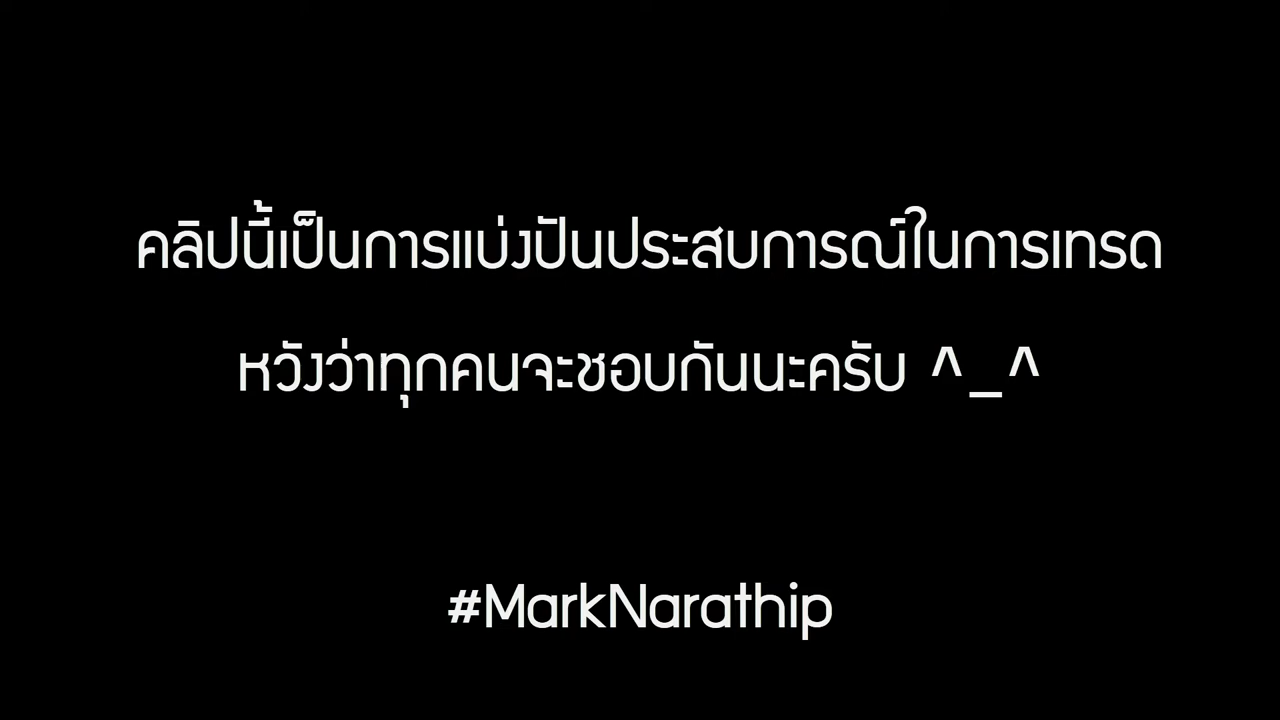 คลิปนี้เป็นการแบ่งปันประสบการณ์ในการเทรด
หวังว่าทุกคนจะชอบกันนะครับ ^_^
#MarkNarathip